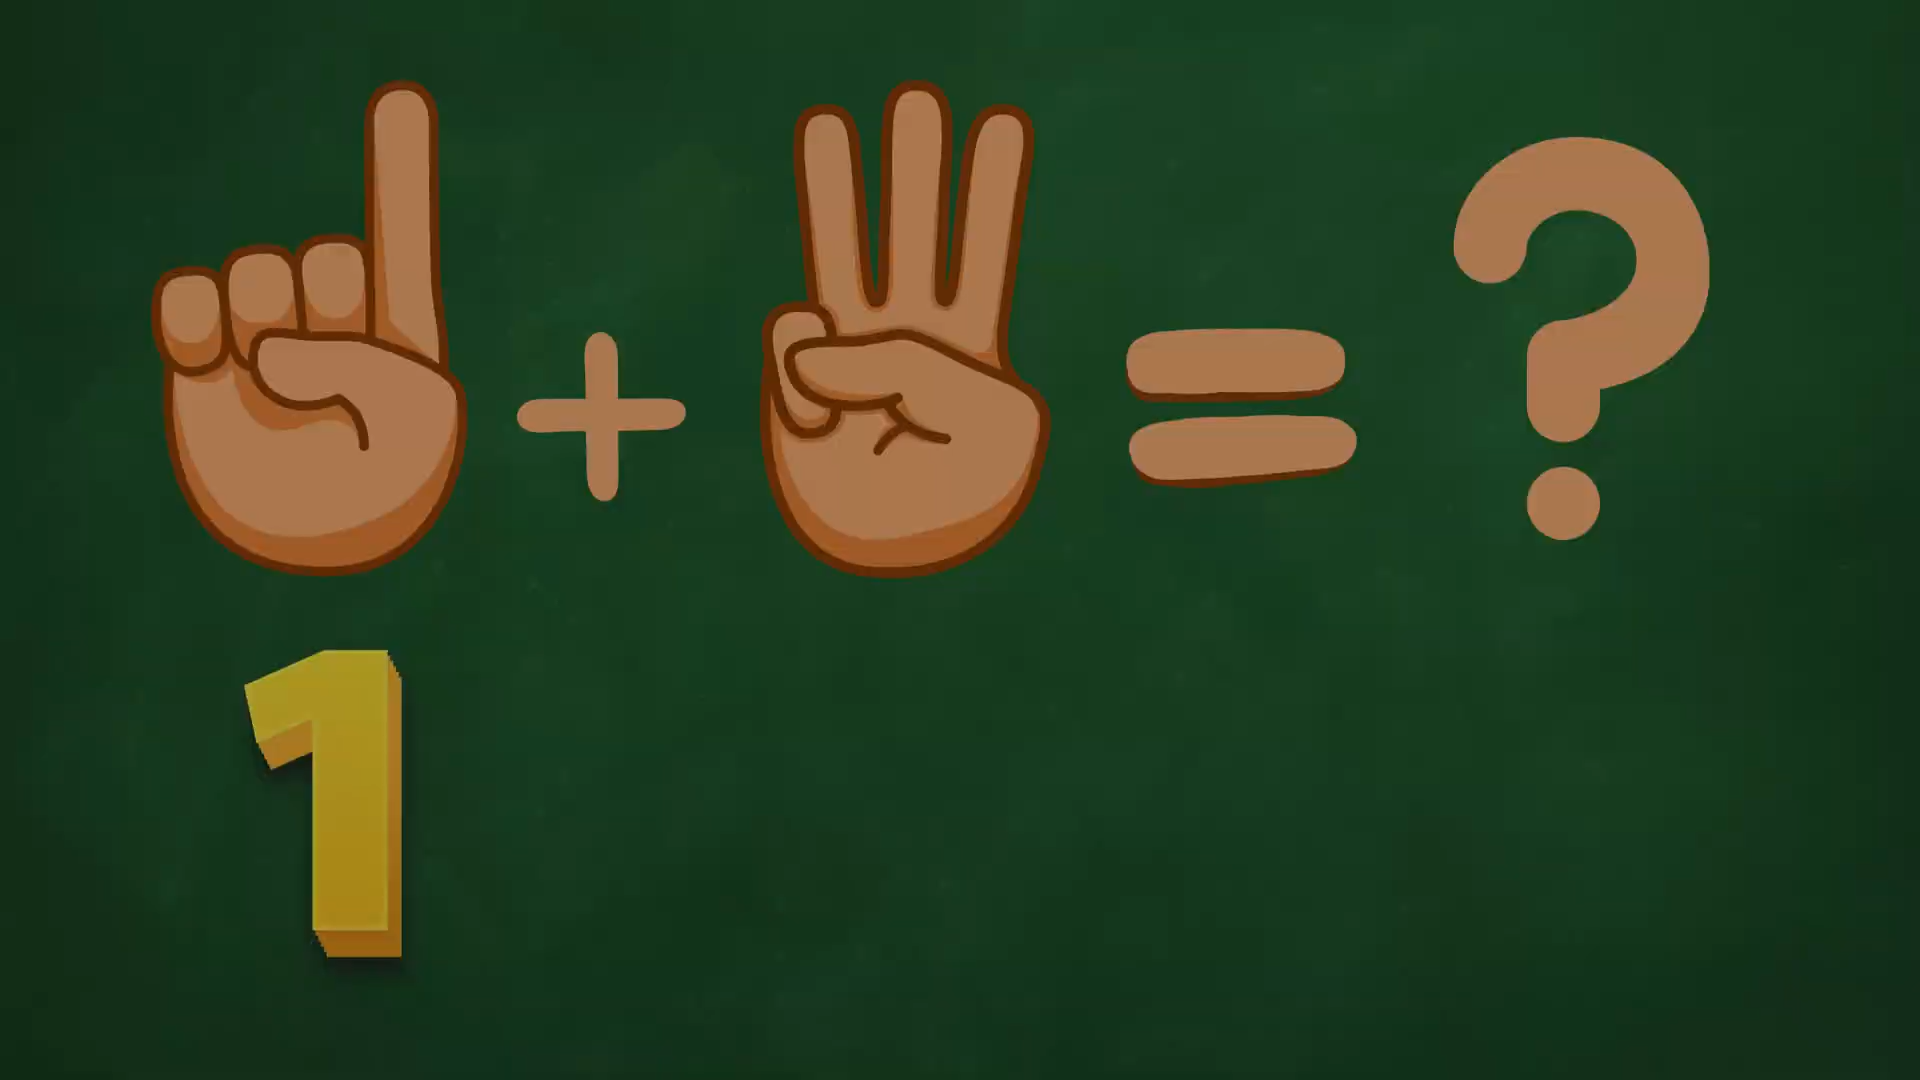 + = ?
1